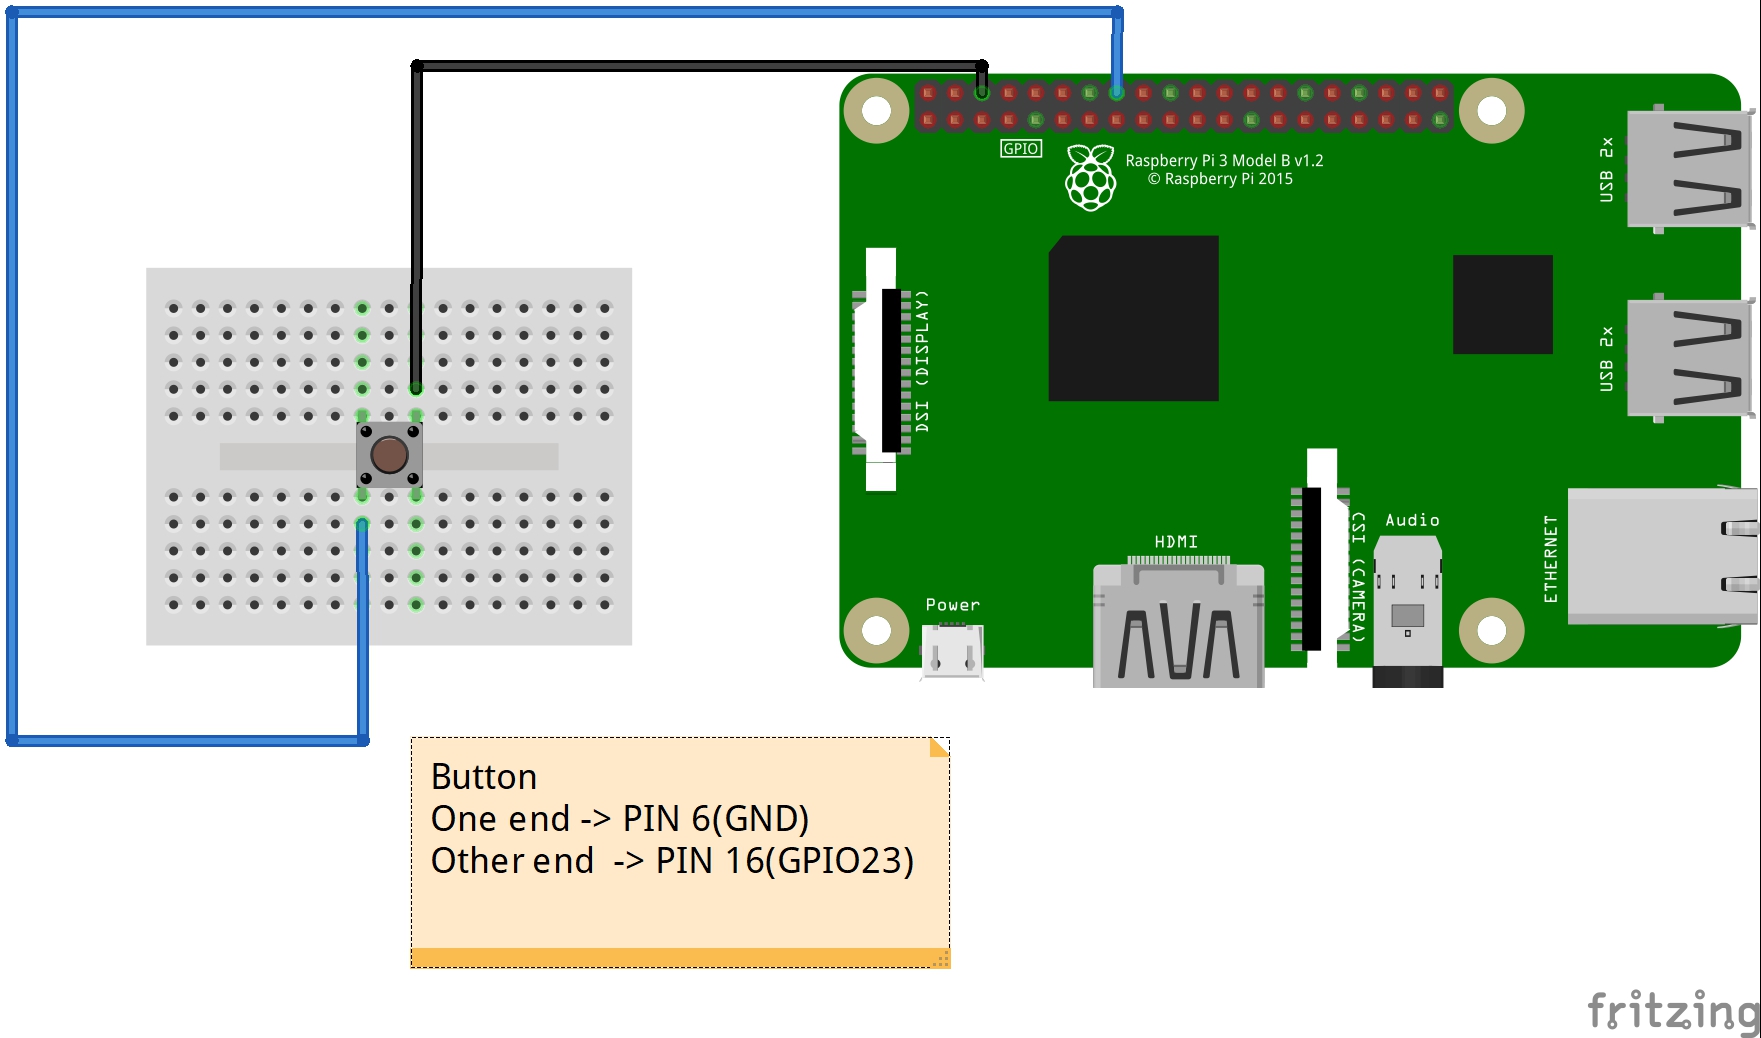 GPIO
Raspberry Pi 3 Model B v1.2
© Raspberry Pi 2015
USB 2x
DSI (DISPLAY)
USB 2x
HDMI
CSI (CAMERA)
Audio
ETHERNET
Power
Button
One end -> PIN 6(GND)
Other end -> PIN 16(GPIO23)
fritzing